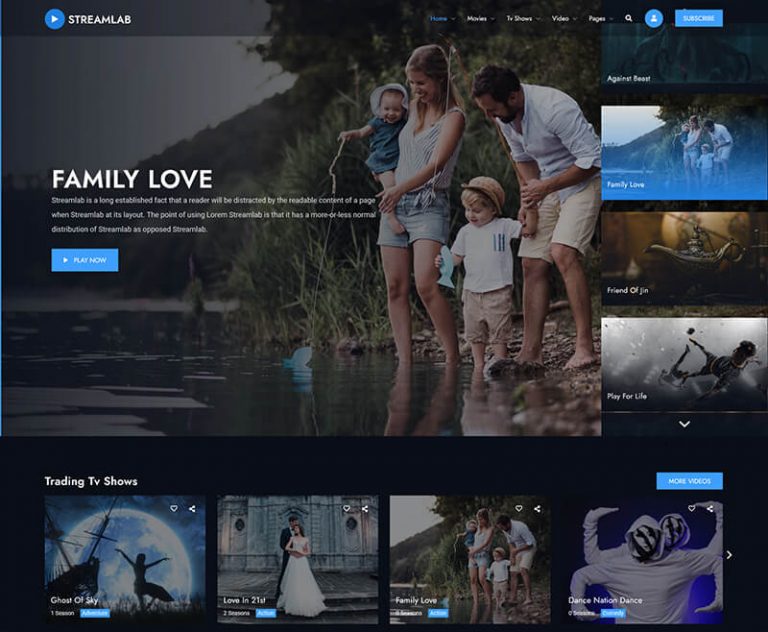 STREAMLAB
Home Movies Tv Shows Video Pages SUBSCRIBE
Against Beast
FAMILY LOVE
Streamlab is a long established fact that a reader will be distracted by the readable content of a page
when Streamlab at its layout. The point of using Lorem Streamlab is that it has a more-or-less normal
distribution of Streamlab as opposed Streamlab.
PLAY NOW
Family Love
Friend Of Jin
Play For Life
Trading Tv Shows
MORE VIDEOS
Ghost Of Sky
1 Season Adventure
Love In 21st
2 Seasons Action
Family Love
Seasons Action
Dance Nation Dance
Seasons Comedy